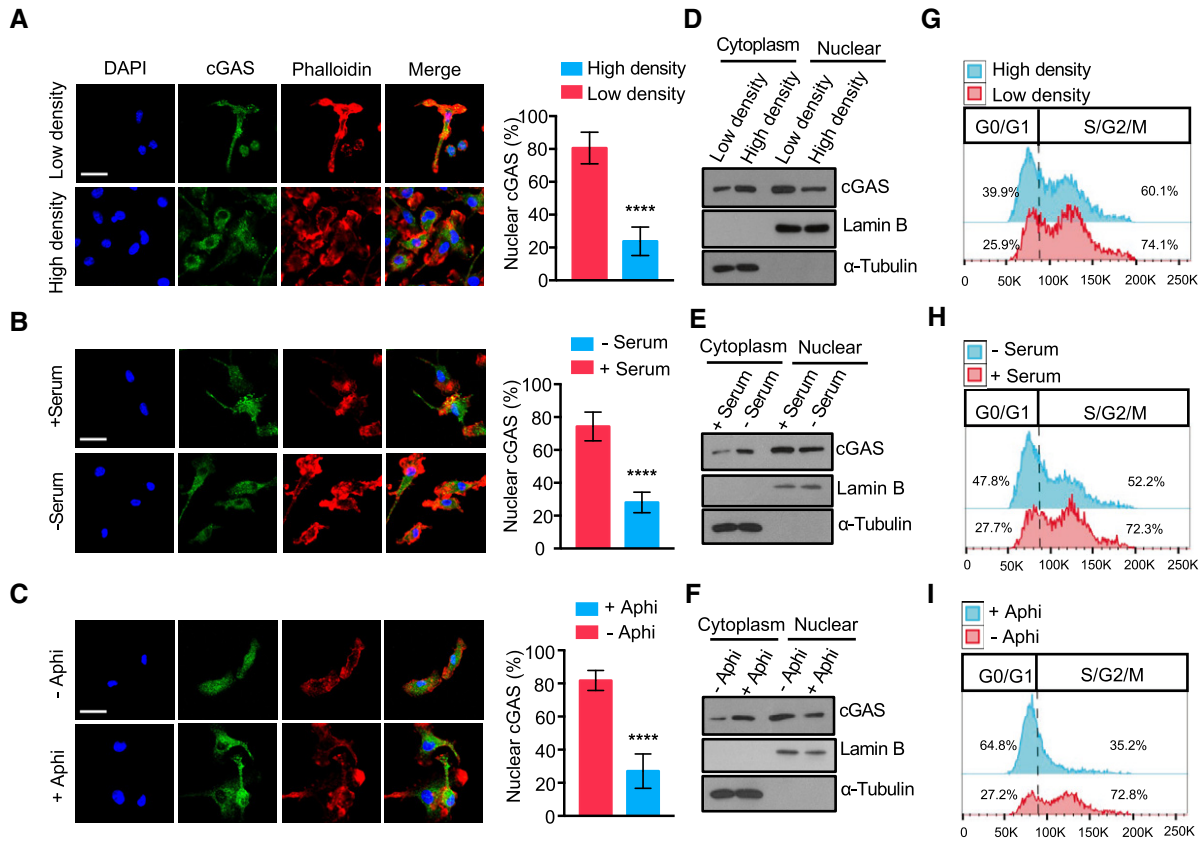 A
DAPI cGAS Phalloidin Merge
Low density
High density
High density
Low density
Nuclear cGAS (%)
100
80
60
40
20
0
****
B
+Serum
-Serum
- Serum
+ Serum
Nuclear cGAS (%)
100
80
60
40
20
0
****
C
- Aphi
+ Aphi
+ Aphi
- Aphi
Nuclear cGAS (%)
100
80
60
40
20
0
****
D
Cytoplasm Nuclear
Low density
High density
Low density
High density
cGAS
Lamin B
α-Tubulin
E
Cytoplasm Nuclear
+ Serum
- Serum
+ Serum
- Serum
cGAS
Lamin B
α-Tubulin
F
Cytoplasm Nuclear
- Aphi
+ Aphi
- Aphi
+ Aphi
cGAS
Lamin B
α-Tubulin
G
High density
Low density
G0/G1 S/G2/M
39.9% 60.1%
25.9% 74.1%
0 50K 100K 150K 200K 250K
H
- Serum
+ Serum
G0/G1 S/G2/M
47.8% 52.2%
27.7% 72.3%
0 50K 100K 150K 200K 250K
I
+ Aphi
- Aphi
G0/G1 S/G2/M
64.8% 35.2%
27.2% 72.8%
0 50K 100K 150K 200K 250K